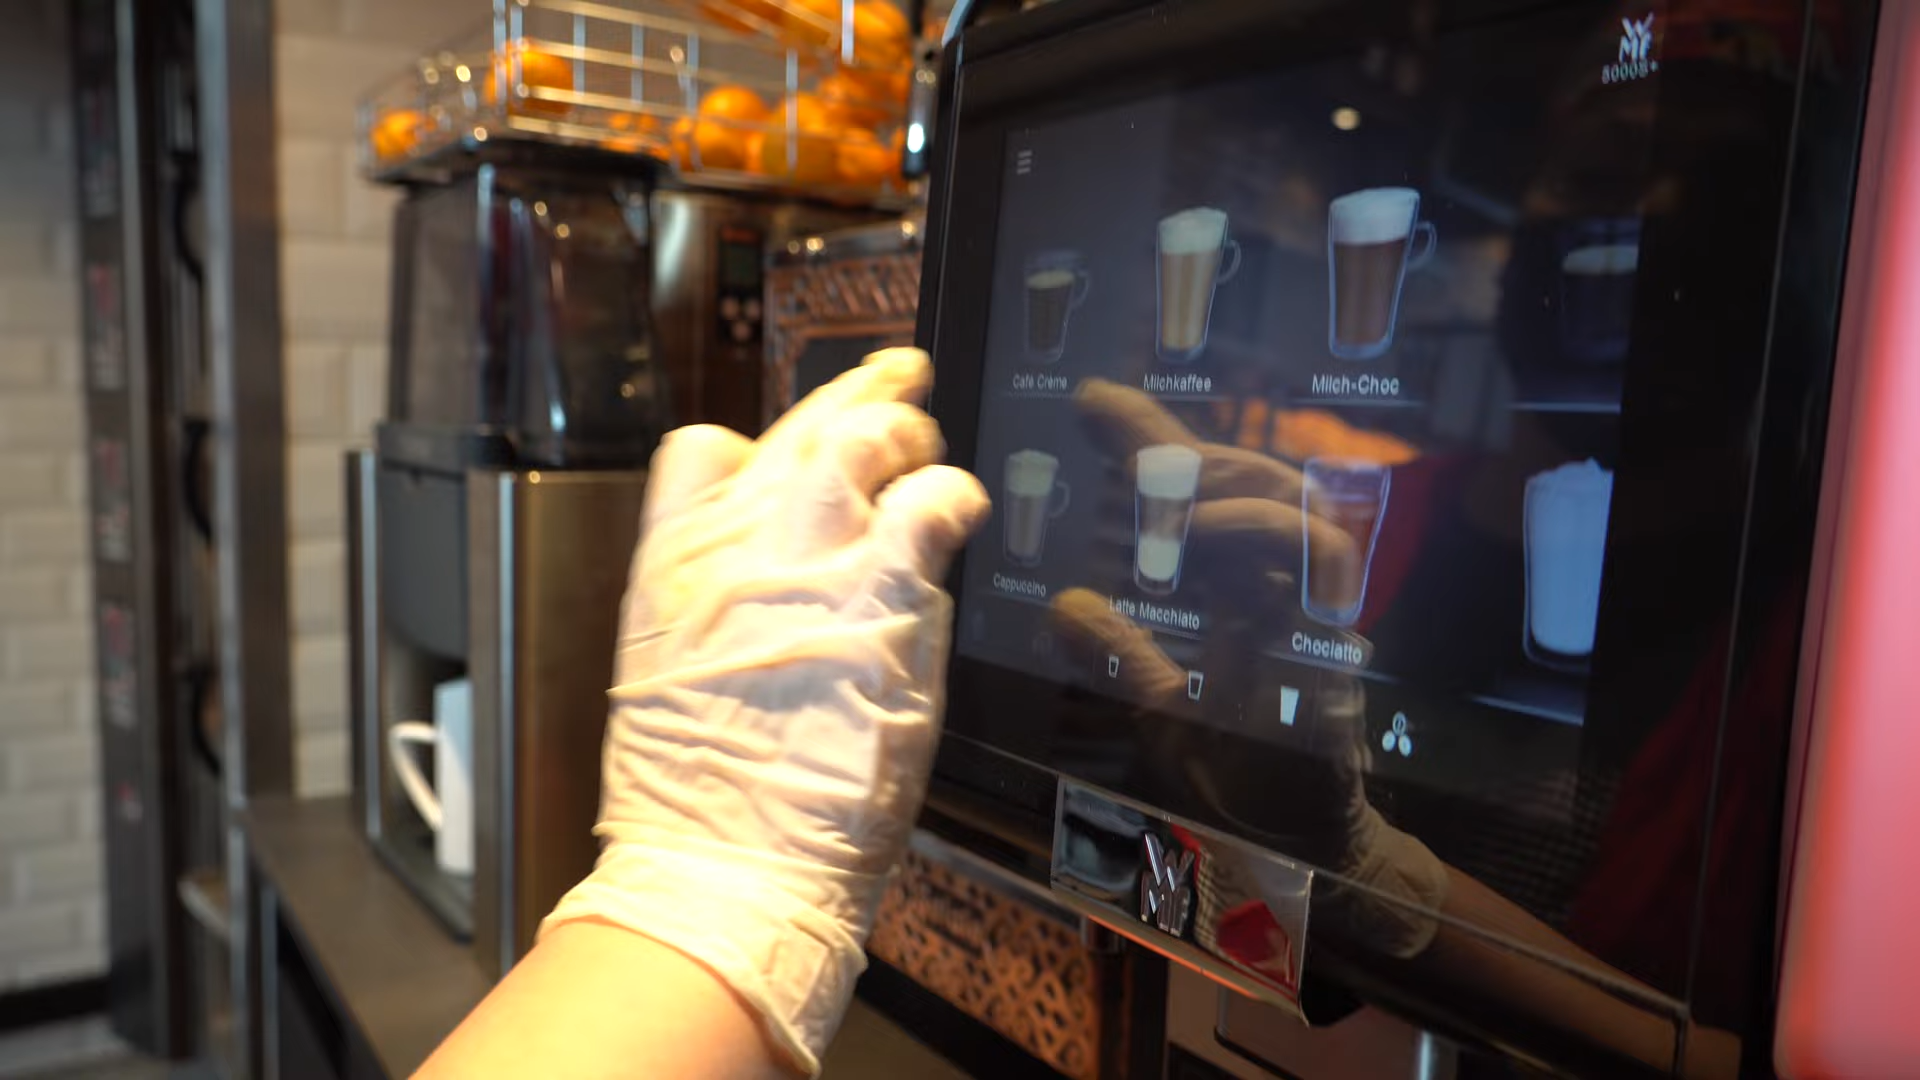 WMF
5000S+
Café Crème
Milchkaffee
Milch-Choc
Cappuccino
Latte Macchiato
Chociatto
WMF